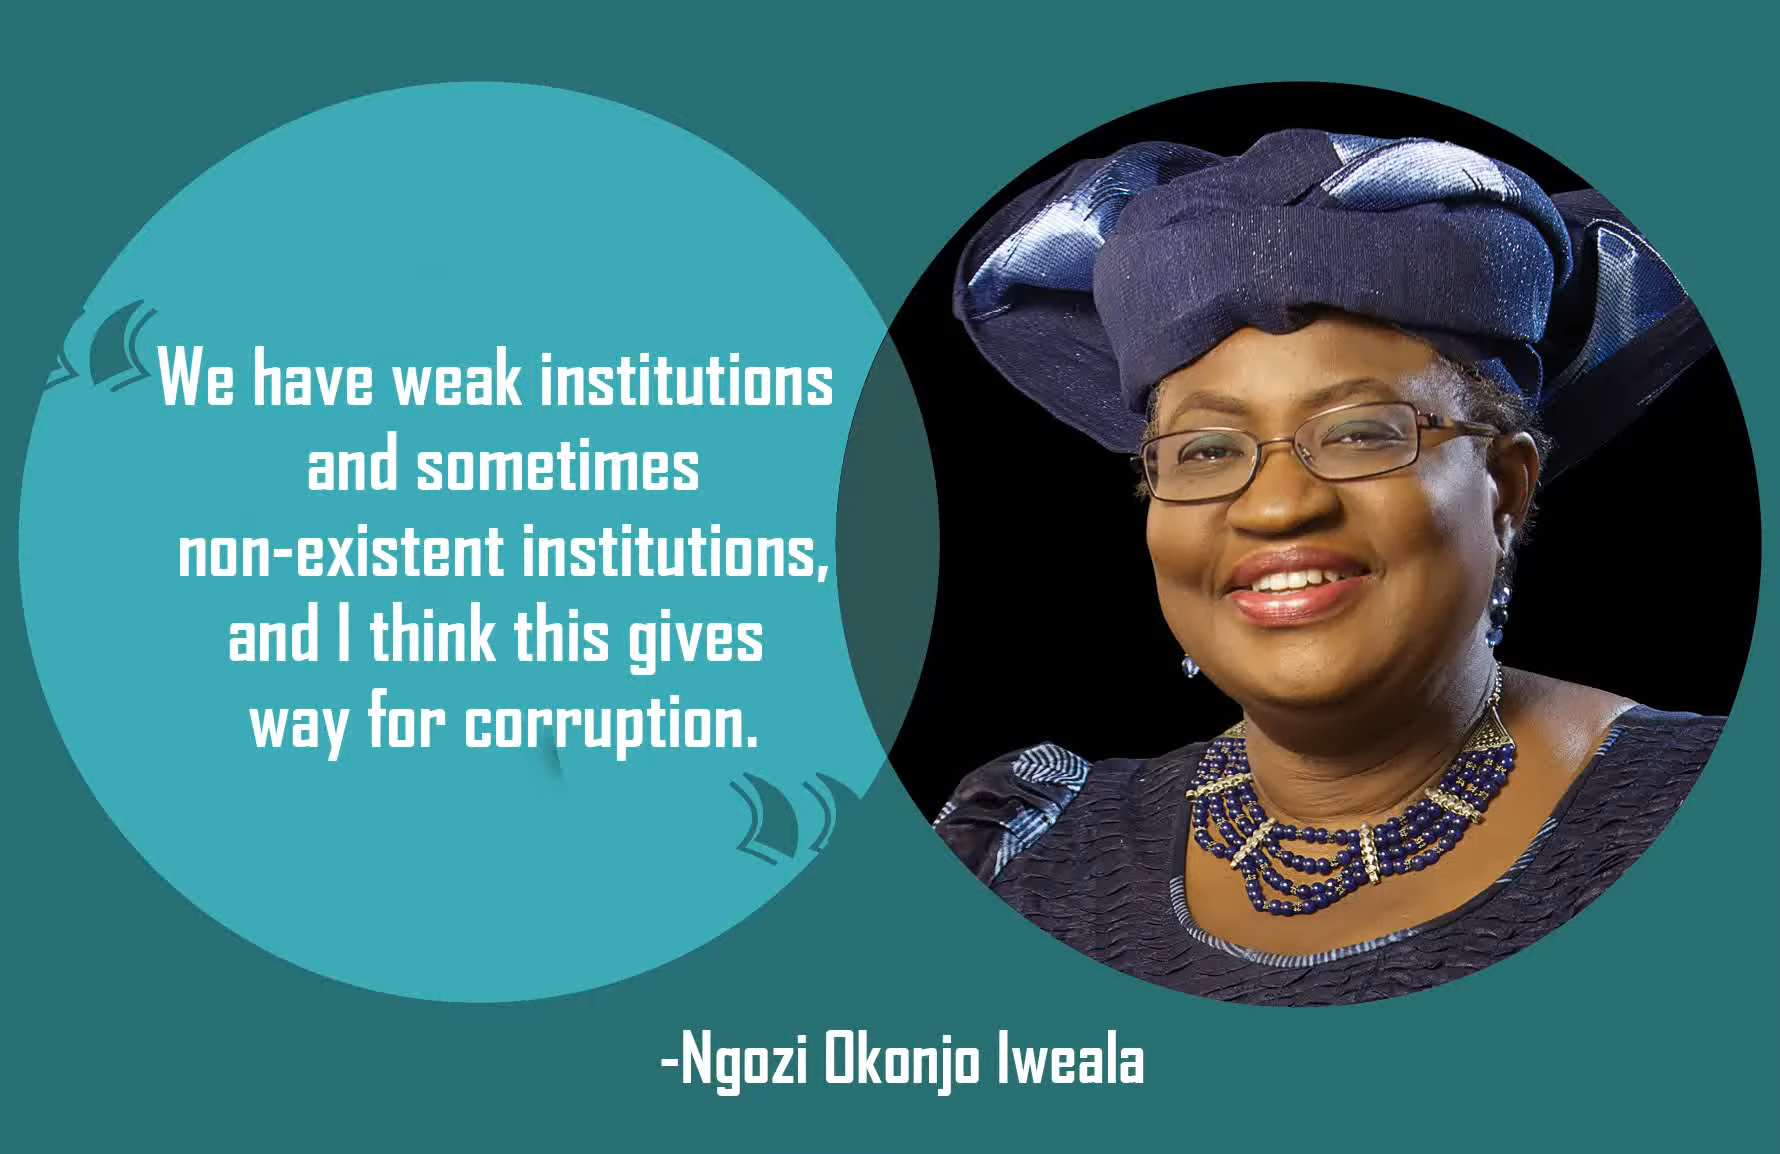 We have weak institutions
and sometimes
non-existent institutions,
and I think this gives
way for corruption.
-Ngozi Okonjo Iweala